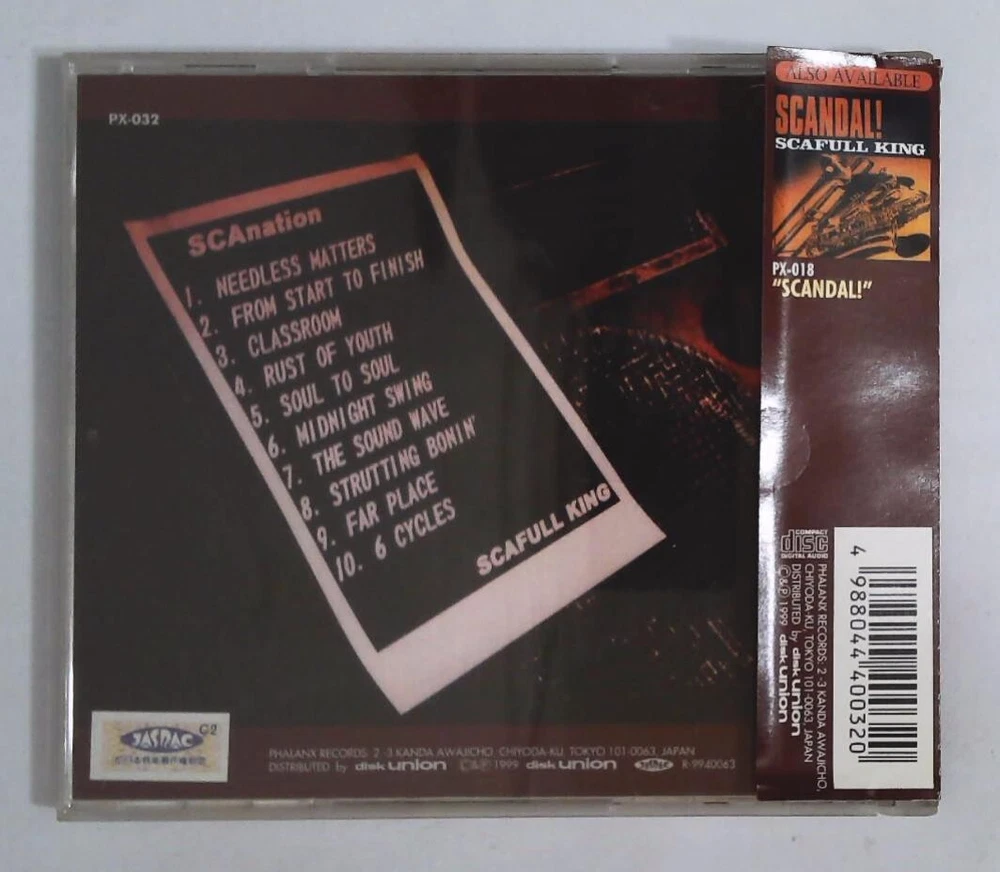 PX-032
SCAnation
1. NEEDLESS MATTERS
2. FROM START TO FINISH
3. CLASSROOM
4. RUST OF YOUTH
5. SOUL TO SOUL
6. MIDNIGHT SWING
7. THE SOUND WAVE
8. STRUTTING BONIN'
9. FAR PLACE
10. 6 CYCLES
SCAFULL KING
JASRAC
C2
PHALANX RECORDS: 2-3 KANDA AWAJICHO, CHIYODA-KU, TOKYO 101-0063, JAPAN
DISTRIBUTED by disk union ©&℗ 1999 disk union JASRAC R-9940063
ALSO AVAILABLE
SCANDAL!
SCAFULL KING
PX-018
"SCANDAL!"
COMPACT
disc
DIGITAL AUDIO
PHALANX RECORDS: 2-3 KANDA AWAJICHO,
CHIYODA-KU, TOKYO 101-0063, JAPAN
DISTRIBUTED by disk union
©&℗ 1999 disk union
4 988044 400320